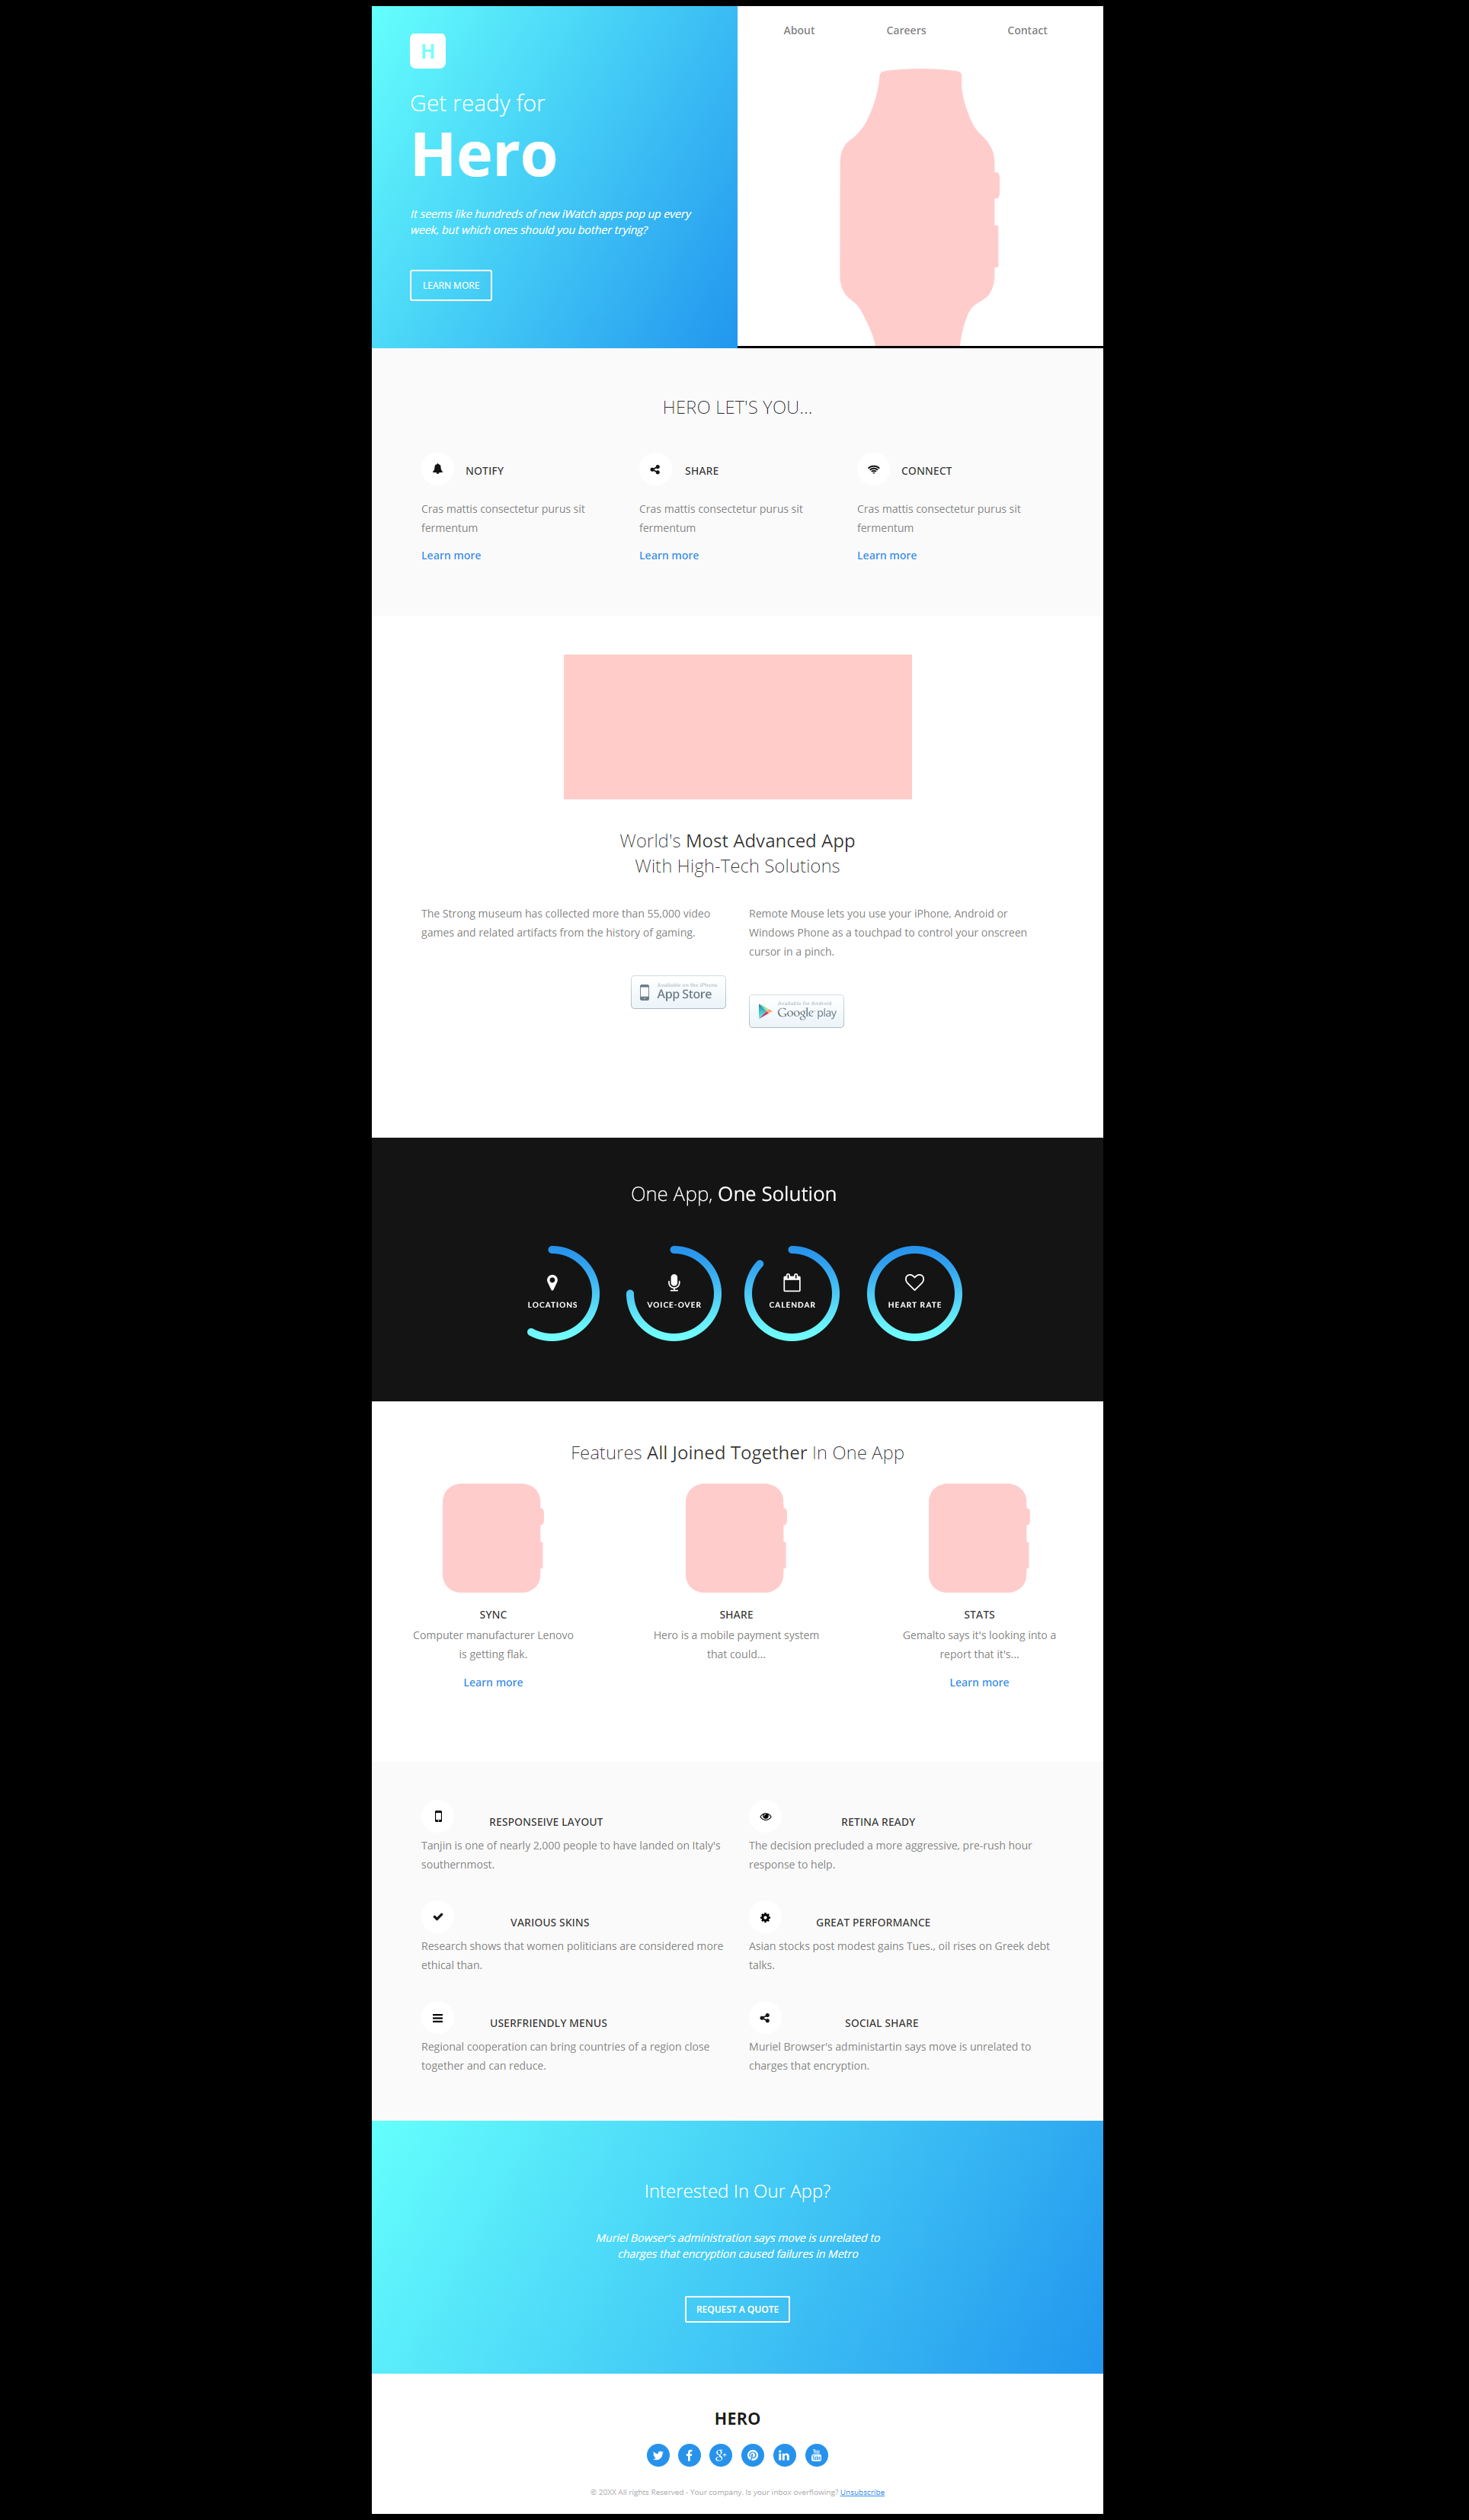 H
About
Careers
Contact
Get ready for
Hero
It seems like hundreds of new iWatch apps pop up every
week, but which ones should you bother trying?
LEARN MORE
HERO LET'S YOU...
NOTIFY
Cras mattis consectetur purus sit
fermentum
Learn more
SHARE
Cras mattis consectetur purus sit
fermentum
Learn more
CONNECT
Cras mattis consectetur purus sit
fermentum
Learn more
World's Most Advanced App
With High-Tech Solutions
The Strong museum has collected more than 55,000 video
games and related artifacts from the history of gaming.
Available on the iPhone
App Store
Remote Mouse lets you use your iPhone, Android or
Windows Phone as a touchpad to control your onscreen
cursor in a pinch.
Available for Android
Google play
One App, One Solution
LOCATIONS
VOICE-OVER
CALENDAR
HEART RATE
Features All Joined Together In One App
SYNC
Computer manufacturer Lenovo
is getting flak.
Learn more
SHARE
Hero is a mobile payment system
that could...
STATS
Gemalto says it's looking into a
report that it's...
Learn more
RESPONSEIVE LAYOUT
Tanjin is one of nearly 2,000 people to have landed on Italy's
southernmost.
RETINA READY
The decision precluded a more aggressive, pre-rush hour
response to help.
VARIOUS SKINS
Research shows that women politicians are considered more
ethical than.
GREAT PERFORMANCE
Asian stocks post modest gains Tues., oil rises on Greek debt
talks.
USERFRIENDLY MENUS
Regional cooperation can bring countries of a region close
together and can reduce.
SOCIAL SHARE
Muriel Browser's administartin says move is unrelated to
charges that encryption.
Interested In Our App?
Muriel Bowser's administration says move is unrelated to
charges that encryption caused failures in Metro
REQUEST A QUOTE
HERO
© 20XX All rights Reserved - Your company. Is your inbox overflowing? Unsubscribe